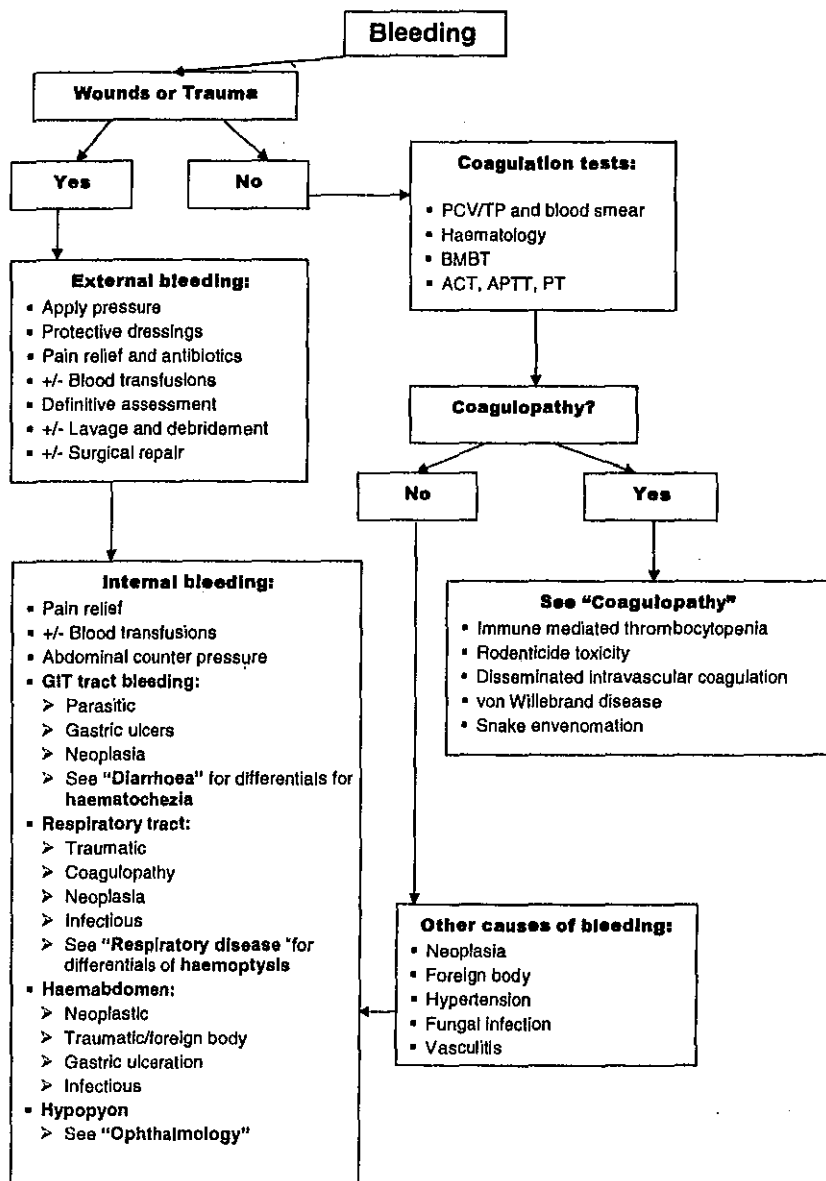 Bleeding
Wounds or Trauma
Yes
No
Coagulation tests:
▪ PCV/TP and blood smear
▪ Haematology
▪ BMBT
▪ ACT, APTT, PT
External bleeding:
▪ Apply pressure
▪ Protective dressings
▪ Pain relief and antibiotics
▪ +/- Blood transfusions
▪ Definitive assessment
▪ +/- Lavage and debridement
▪ +/- Surgical repair
Coagulopathy?
No
Yes
See "Coagulopathy"
▪ Immune mediated thrombocytopenia
▪ Rodenticide toxicity
▪ Disseminated intravascular coagulation
▪ von Willebrand disease
▪ Snake envenomation
Internal bleeding:
▪ Pain relief
▪ +/- Blood transfusions
▪ Abdominal counter pressure
▪ GIT tract bleeding:
➢ Parasitic
➢ Gastric ulcers
➢ Neoplasia
➢ See "Diarrhoea" for differentials for
haematochezia
▪ Respiratory tract:
➢ Traumatic
➢ Coagulopathy
➢ Neoplasia
➢ Infectious
➢ See "Respiratory disease "for
differentials of haemoptysis
▪ Haemabdomen:
➢ Neoplastic
➢ Traumatic/foreign body
➢ Gastric ulceration
➢ Infectious
▪ Hypopyon
➢ See "Ophthalmology"
Other causes of bleeding:
▪ Neoplasia
▪ Foreign body
▪ Hypertension
▪ Fungal infection
▪ Vasculitis